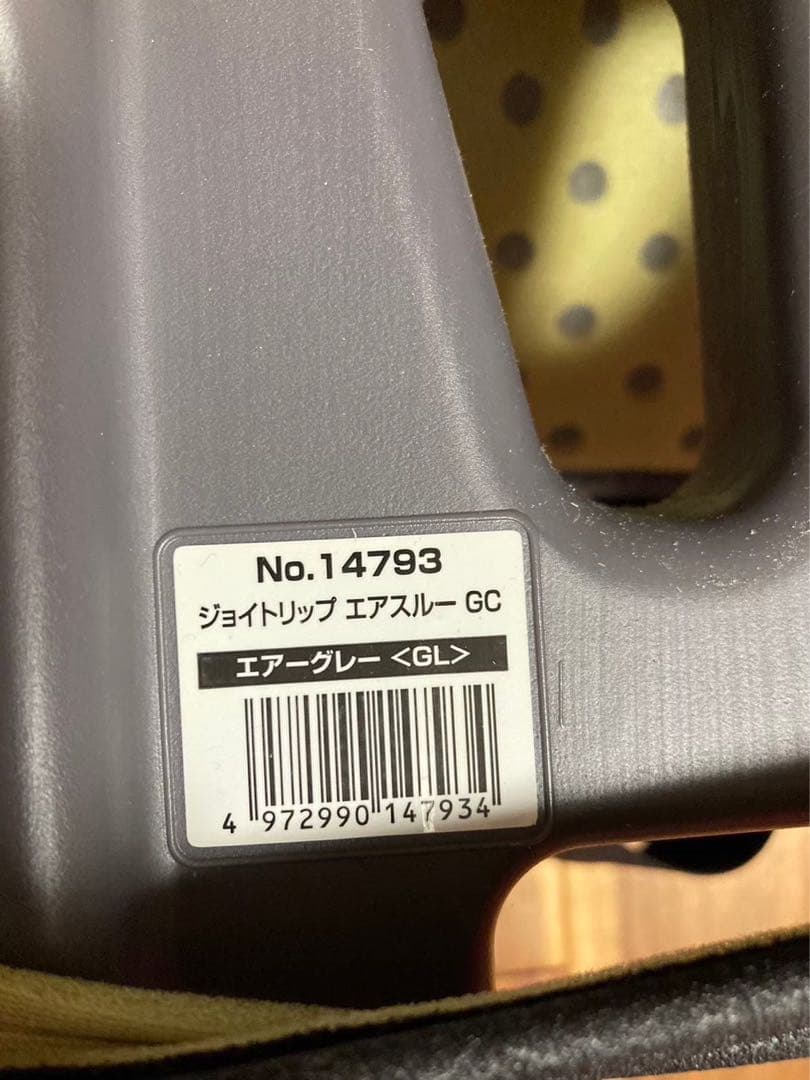 No.14793
ジョイトリップ エアスルー GC
エアーグレー <GL>
4 972990 147934